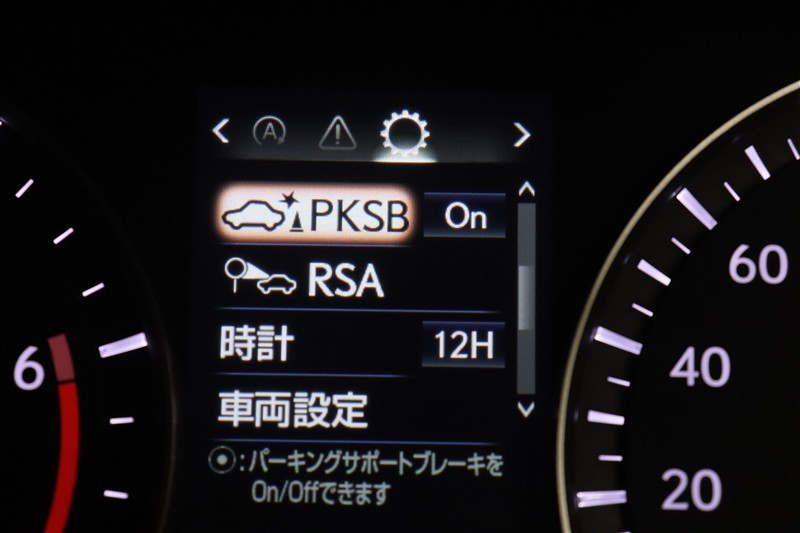 A
PKSB On
RSA
時計 12H
車両設定
⦿:パーキングサポートブレーキを
On/Offできます
6
60
40
20